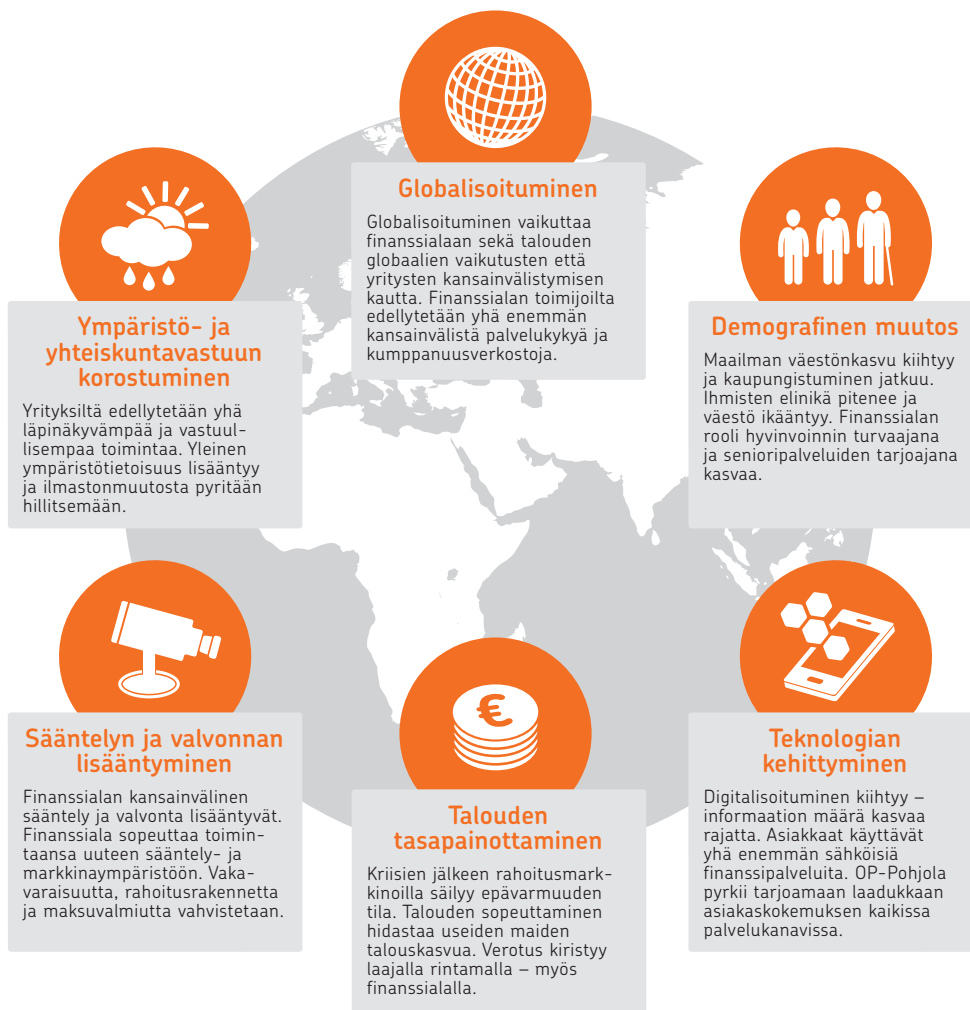 Globalisoituminen
Globalisoituminen vaikuttaa
finanssialaan sekä talouden
globaalien vaikutusten että
yritysten kansainvälistymisen
kautta. Finanssialan toimijoilta
edellytetään yhä enemmän
kansainvälistä palvelukykyä ja
kumppanuusverkostoja.
Ympäristö- ja
yhteiskuntavastuun
korostuminen
Yrityksiltä edellytetään yhä
läpinäkyvämpää ja vastuul-
lisempaa toimintaa. Yleinen
ympäristötietoisuus lisääntyy
ja ilmastonmuutosta pyritään
hillitsemään.
Demografinen muutos
Maailman väestönkasvu kiihtyy
ja kaupungistuminen jatkuu.
Ihmisten elinikä pitenee ja
väestö ikääntyy. Finanssialan
rooli hyvinvoinnin turvaajana
ja senioripalveluiden tarjoajana
kasvaa.
Sääntelyn ja valvonnan
lisääntyminen
Finanssialan kansainvälinen
sääntely ja valvonta lisääntyvät.
Finanssiala sopeuttaa toimin-
taansa uuteen sääntely- ja
markkinaympäristöön. Vaka-
varaisuutta, rahoitusrakennetta
ja maksuvalmiutta vahvistetaan.
€
Talouden
tasapainottaminen
Kriisien jälkeen rahoitusmark-
kinoilla säilyy epävarmuuden
tila. Talouden sopeuttaminen
hidastaa useiden maiden
talouskasvua. Verotus kiristyy
laajalla rintamalla – myös
finanssialalla.
Teknologian
kehittyminen
Digitalisoituminen kiihtyy –
informaation määrä kasvaa
rajatta. Asiakkaat käyttävät
yhä enemmän sähköisiä
finanssipalveluita. OP-Pohjola
pyrkii tarjoamaan laadukkaan
asiakaskokemuksen kaikissa
palvelukanavissa.